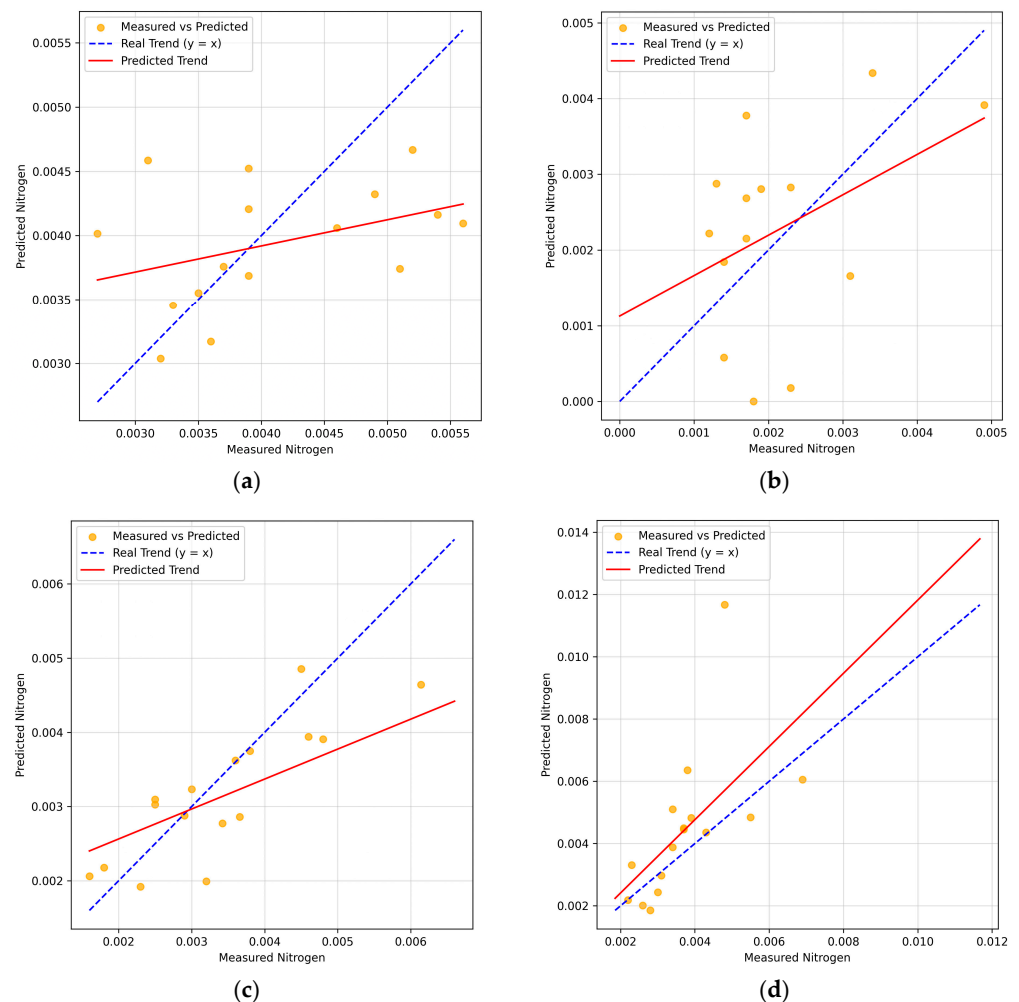 Measured vs Predicted
Real Trend (y = x)
Predicted Trend
0.0055
0.0050
0.0045
0.0040
0.0035
0.0030
Predicted Nitrogen
0.0030 0.0035 0.0040 0.0045 0.0050 0.0055
Measured Nitrogen
(a)
Measured vs Predicted
Real Trend (y = x)
Predicted Trend
0.005
0.004
0.003
0.002
0.001
0.000
Predicted Nitrogen
0.000 0.001 0.002 0.003 0.004 0.005
Measured Nitrogen
(b)
Measured vs Predicted
Real Trend (y = x)
Predicted Trend
0.006
0.005
0.004
0.003
0.002
Predicted Nitrogen
0.002 0.003 0.004 0.005 0.006
Measured Nitrogen
(c)
Measured vs Predicted
Real Trend (y = x)
Predicted Trend
0.014
0.012
0.010
0.008
0.006
0.004
0.002
Predicted Nitrogen
0.002 0.004 0.006 0.008 0.010 0.012
Measured Nitrogen
(d)